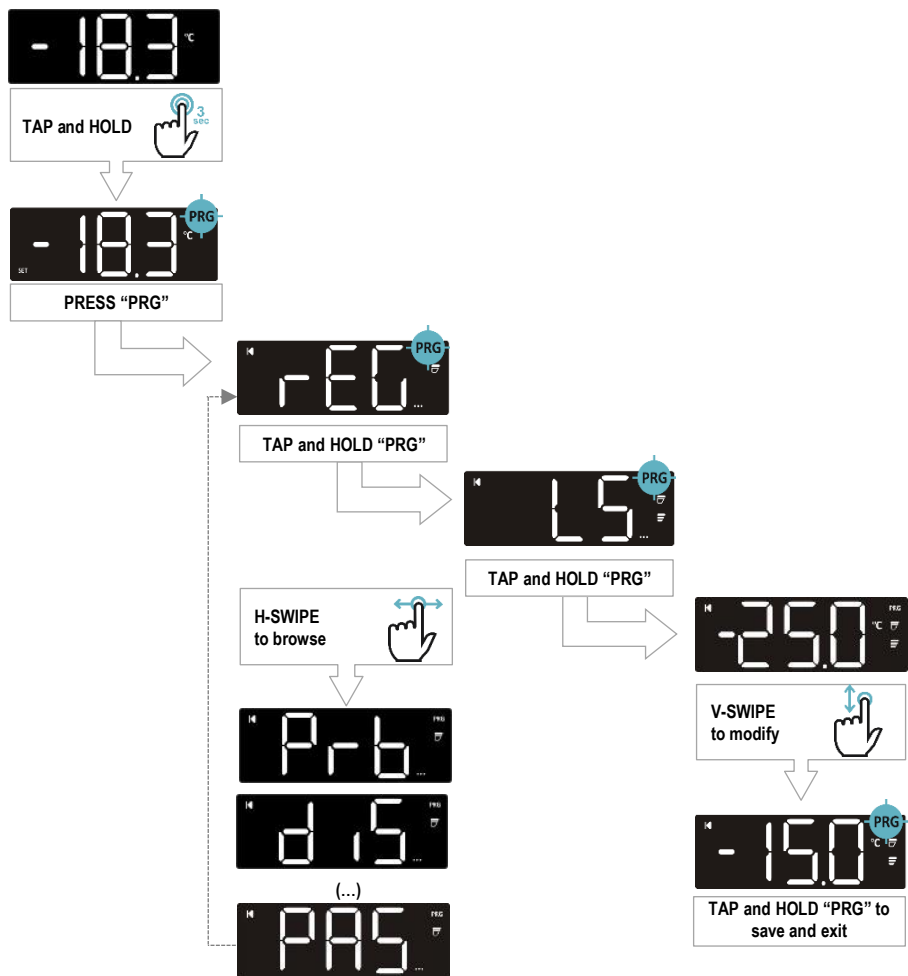 -18.3 °C
TAP and HOLD
3
sec
PRG
-18.3 °C
SET
PRESS “PRG”
PRG
rEG...
TAP and HOLD “PRG”
PRG
LS...
TAP and HOLD “PRG”
H-SWIPE
to browse
PRG
-25.0 °C
V-SWIPE
to modify
PRG
Prb...
PRG
diS...
(...)
PRG
PAS...
PRG
-15.0 °C
TAP and HOLD “PRG” to
save and exit